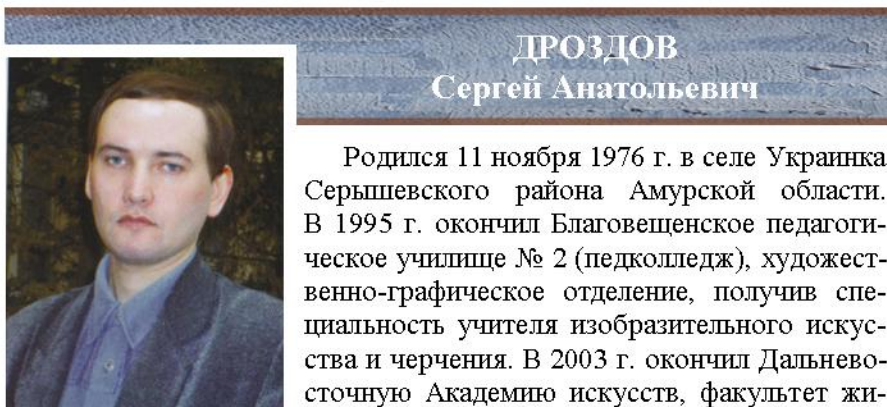 ДРОЗДОВ
Сергей Анатольевич
Родился 11 ноября 1976 г. в селе Украинка
Серышевского района Амурской области.
В 1995 г. окончил Благовещенское педагоги-
ческое училище № 2 (педколледж), художест-
венно-графическое отделение, получив спе-
циальность учителя изобразительного искус-
ства и черчения. В 2003 г. окончил Дальнево-
сточную Академию искусств, факультет жи-